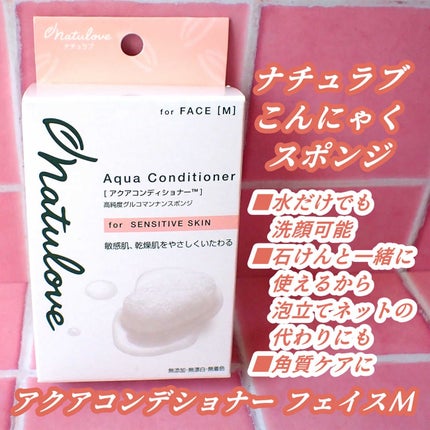 natulove
ナチュラブ
for FACE [M]
Aqua Conditioner
[アクアコンディショナー™]
高純度グルコマンナンスポンジ
for SENSITIVE SKIN
敏感肌、乾燥肌をやさしくいたわる
無添加・無漂白・無着色
natulove
ナチュラブ
こんにゃく
スポンジ
■水だけでも
洗顔可能
■石けんと一緒に
使えるから
泡立てネットの
代わりにも
■角質ケアに
アクアコンデショナー フェイスM